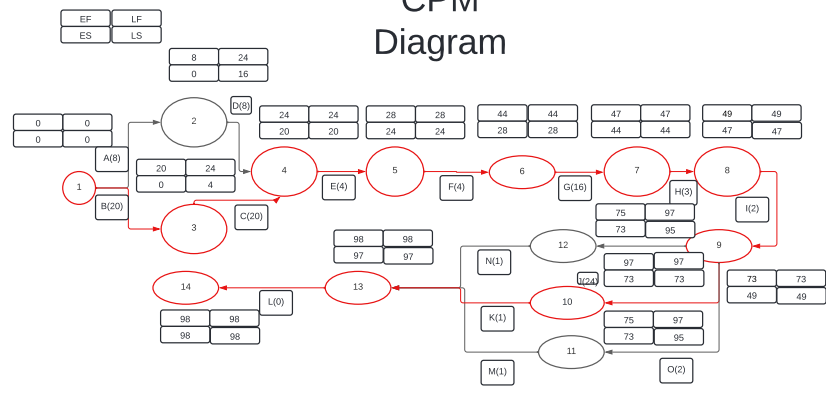 CPM
Diagram
EF LF
ES LS
8 24
0 16
0 0
0 0
2
D(8)
24 24
20 20
28 28
24 24
44 44
28 28
47 47
44 44
49 49
47 47
A(8)
20 24
0 4
1
4
5
6
7
8
E(4)
F(4)
G(16)
H(3)
B(20)
3
C(20)
I(2)
75 97
73 95
98 98
97 97
12
9
N(1)
97 97
73 73
J(24)
73 73
49 49
14
13
10
L(0)
K(1)
98 98
98 98
75 97
73 95
11
M(1)
O(2)